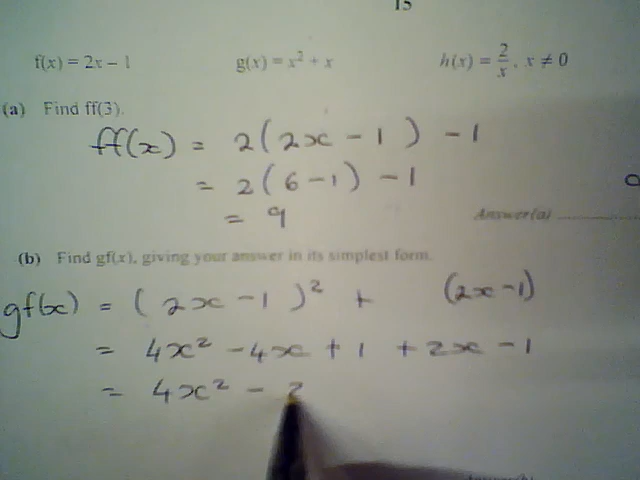 15
f(x) = 2x − 1 g(x) = x² + x h(x) = 2/x, x ≠ 0
(a) Find ff(3).
ff(x) = 2(2x − 1) − 1
= 2(6 − 1) − 1
= 9
Answer(a)
(b) Find gf(x), giving your answer in its simplest form.
gf(x) = (2x − 1)² + (2x − 1)
= 4x² − 4x + 1 + 2x − 1
= 4x² − 2